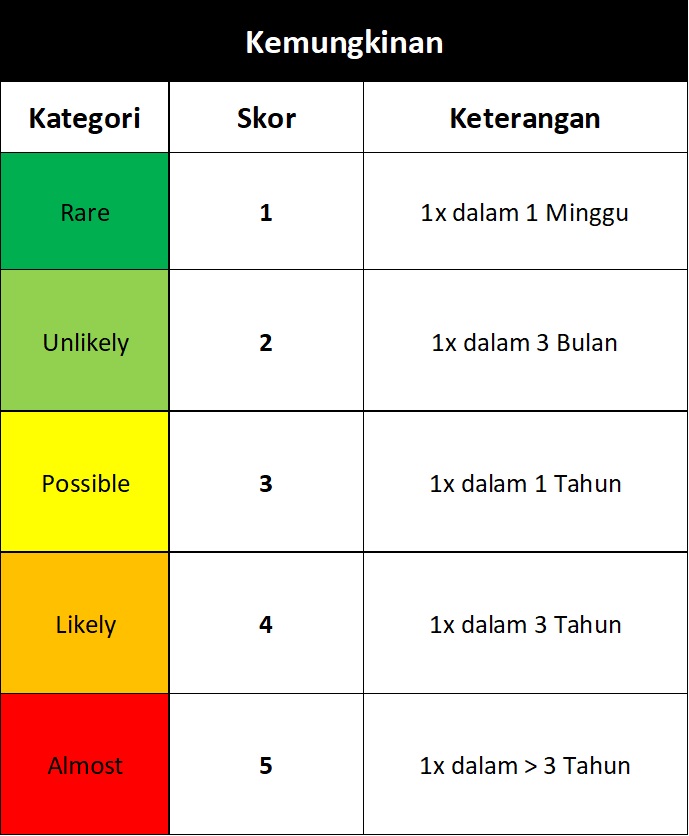 Kemungkinan
Kategori Skor Keterangan
Rare 1 1x dalam 1 Minggu
Unlikely 2 1x dalam 3 Bulan
Possible 3 1x dalam 1 Tahun
Likely 4 1x dalam 3 Tahun
Almost 5 1x dalam > 3 Tahun